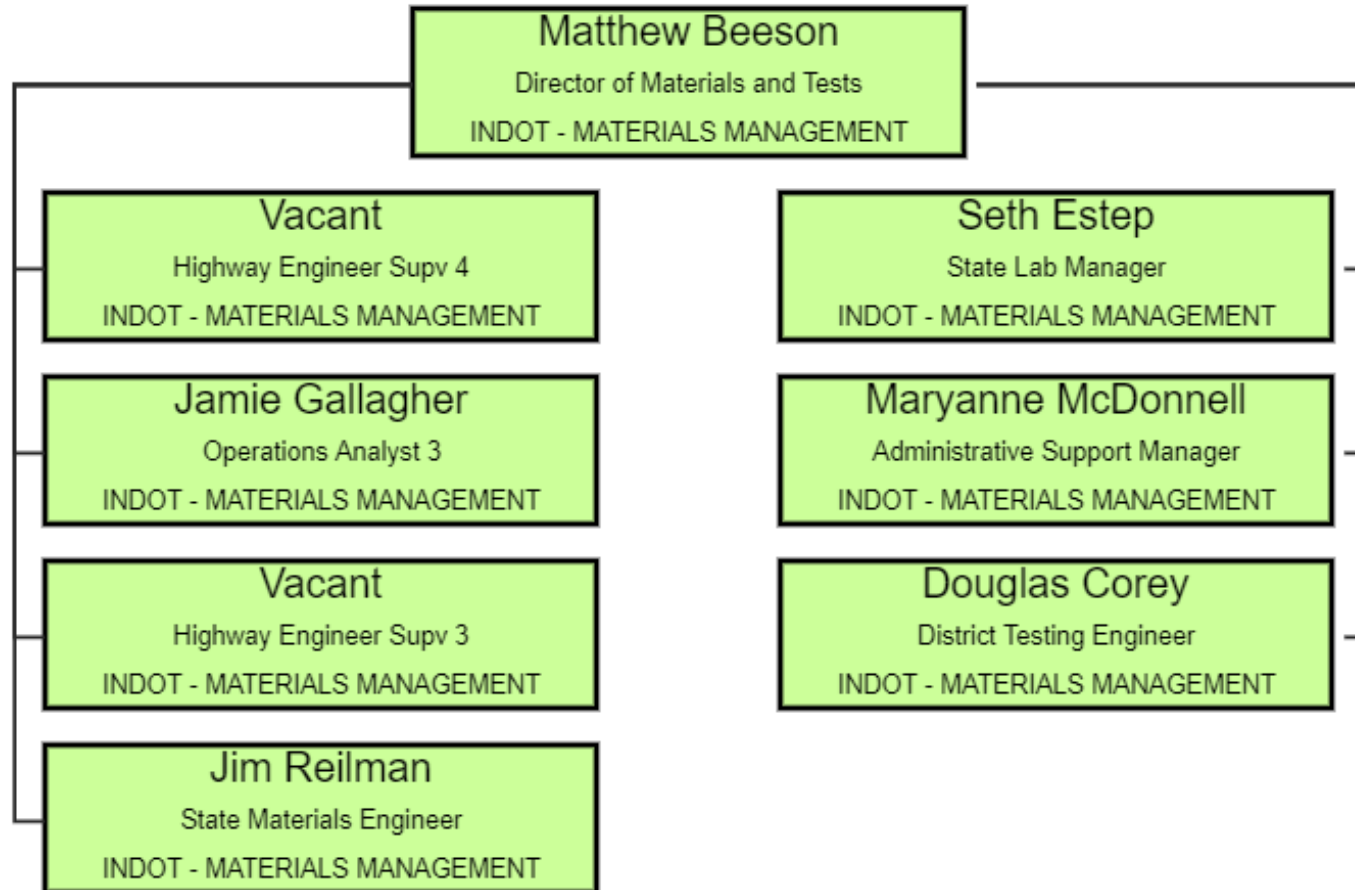 Matthew Beeson
Director of Materials and Tests
INDOT - MATERIALS MANAGEMENT
Vacant
Highway Engineer Supv 4
INDOT - MATERIALS MANAGEMENT
Seth Estep
State Lab Manager
INDOT - MATERIALS MANAGEMENT
Jamie Gallagher
Operations Analyst 3
INDOT - MATERIALS MANAGEMENT
Maryanne McDonnell
Administrative Support Manager
INDOT - MATERIALS MANAGEMENT
Vacant
Highway Engineer Supv 3
INDOT - MATERIALS MANAGEMENT
Douglas Corey
District Testing Engineer
INDOT - MATERIALS MANAGEMENT
Jim Reilman
State Materials Engineer
INDOT - MATERIALS MANAGEMENT